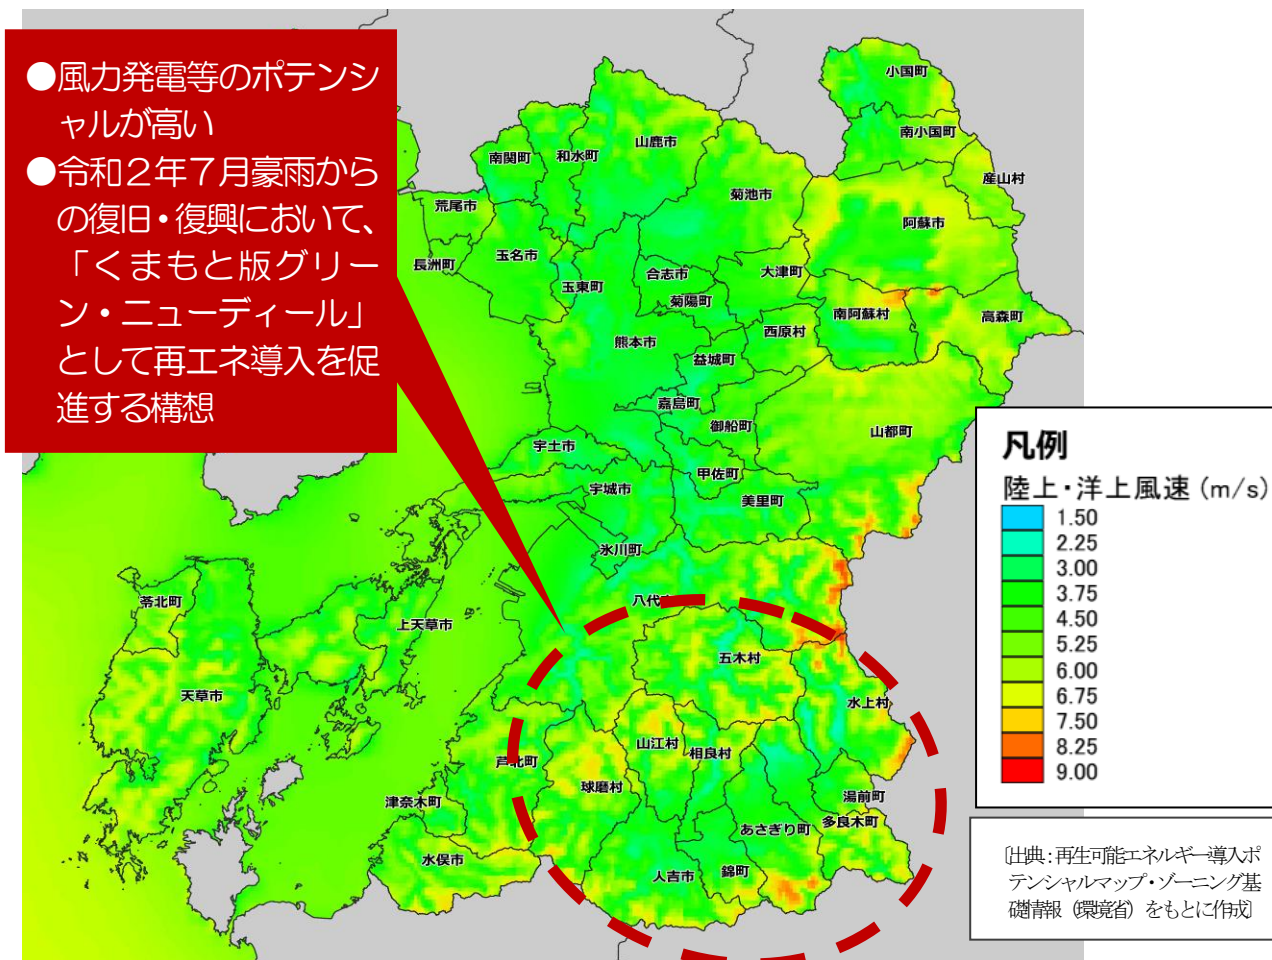 ●風力発電等のポテンシ
ャルが高い
●令和２年７月豪雨から
の復旧・復興において、
「くまもと版グリー
ン・ニューディール」
として再エネ導入を促
進する構想
小国町
南小国町
産山村
南関町
和水町
山鹿市
菊池市
阿蘇市
荒尾市
長洲町
玉名市
玉東町
合志市
大津町
菊陽町
南阿蘇村
高森町
熊本市
西原村
益城町
嘉島町
御船町
山都町
宇土市
甲佐町
宇城市
美里町
氷川町
八代
苓北町
上天草市
天草市
五木村
水上村
山江村
相良村
芦北町
球磨村
津奈木町
湯前町
多良木町
あさぎり町
水俣市
人吉市
錦町
凡例
陸上・洋上風速 (m/s)
1.50
2.25
3.00
3.75
4.50
5.25
6.00
6.75
7.50
8.25
9.00
〔出典：再生可能エネルギー導入ポ
テンシャルマップ・ゾーニング基
礎情報（環境省）をもとに作成〕